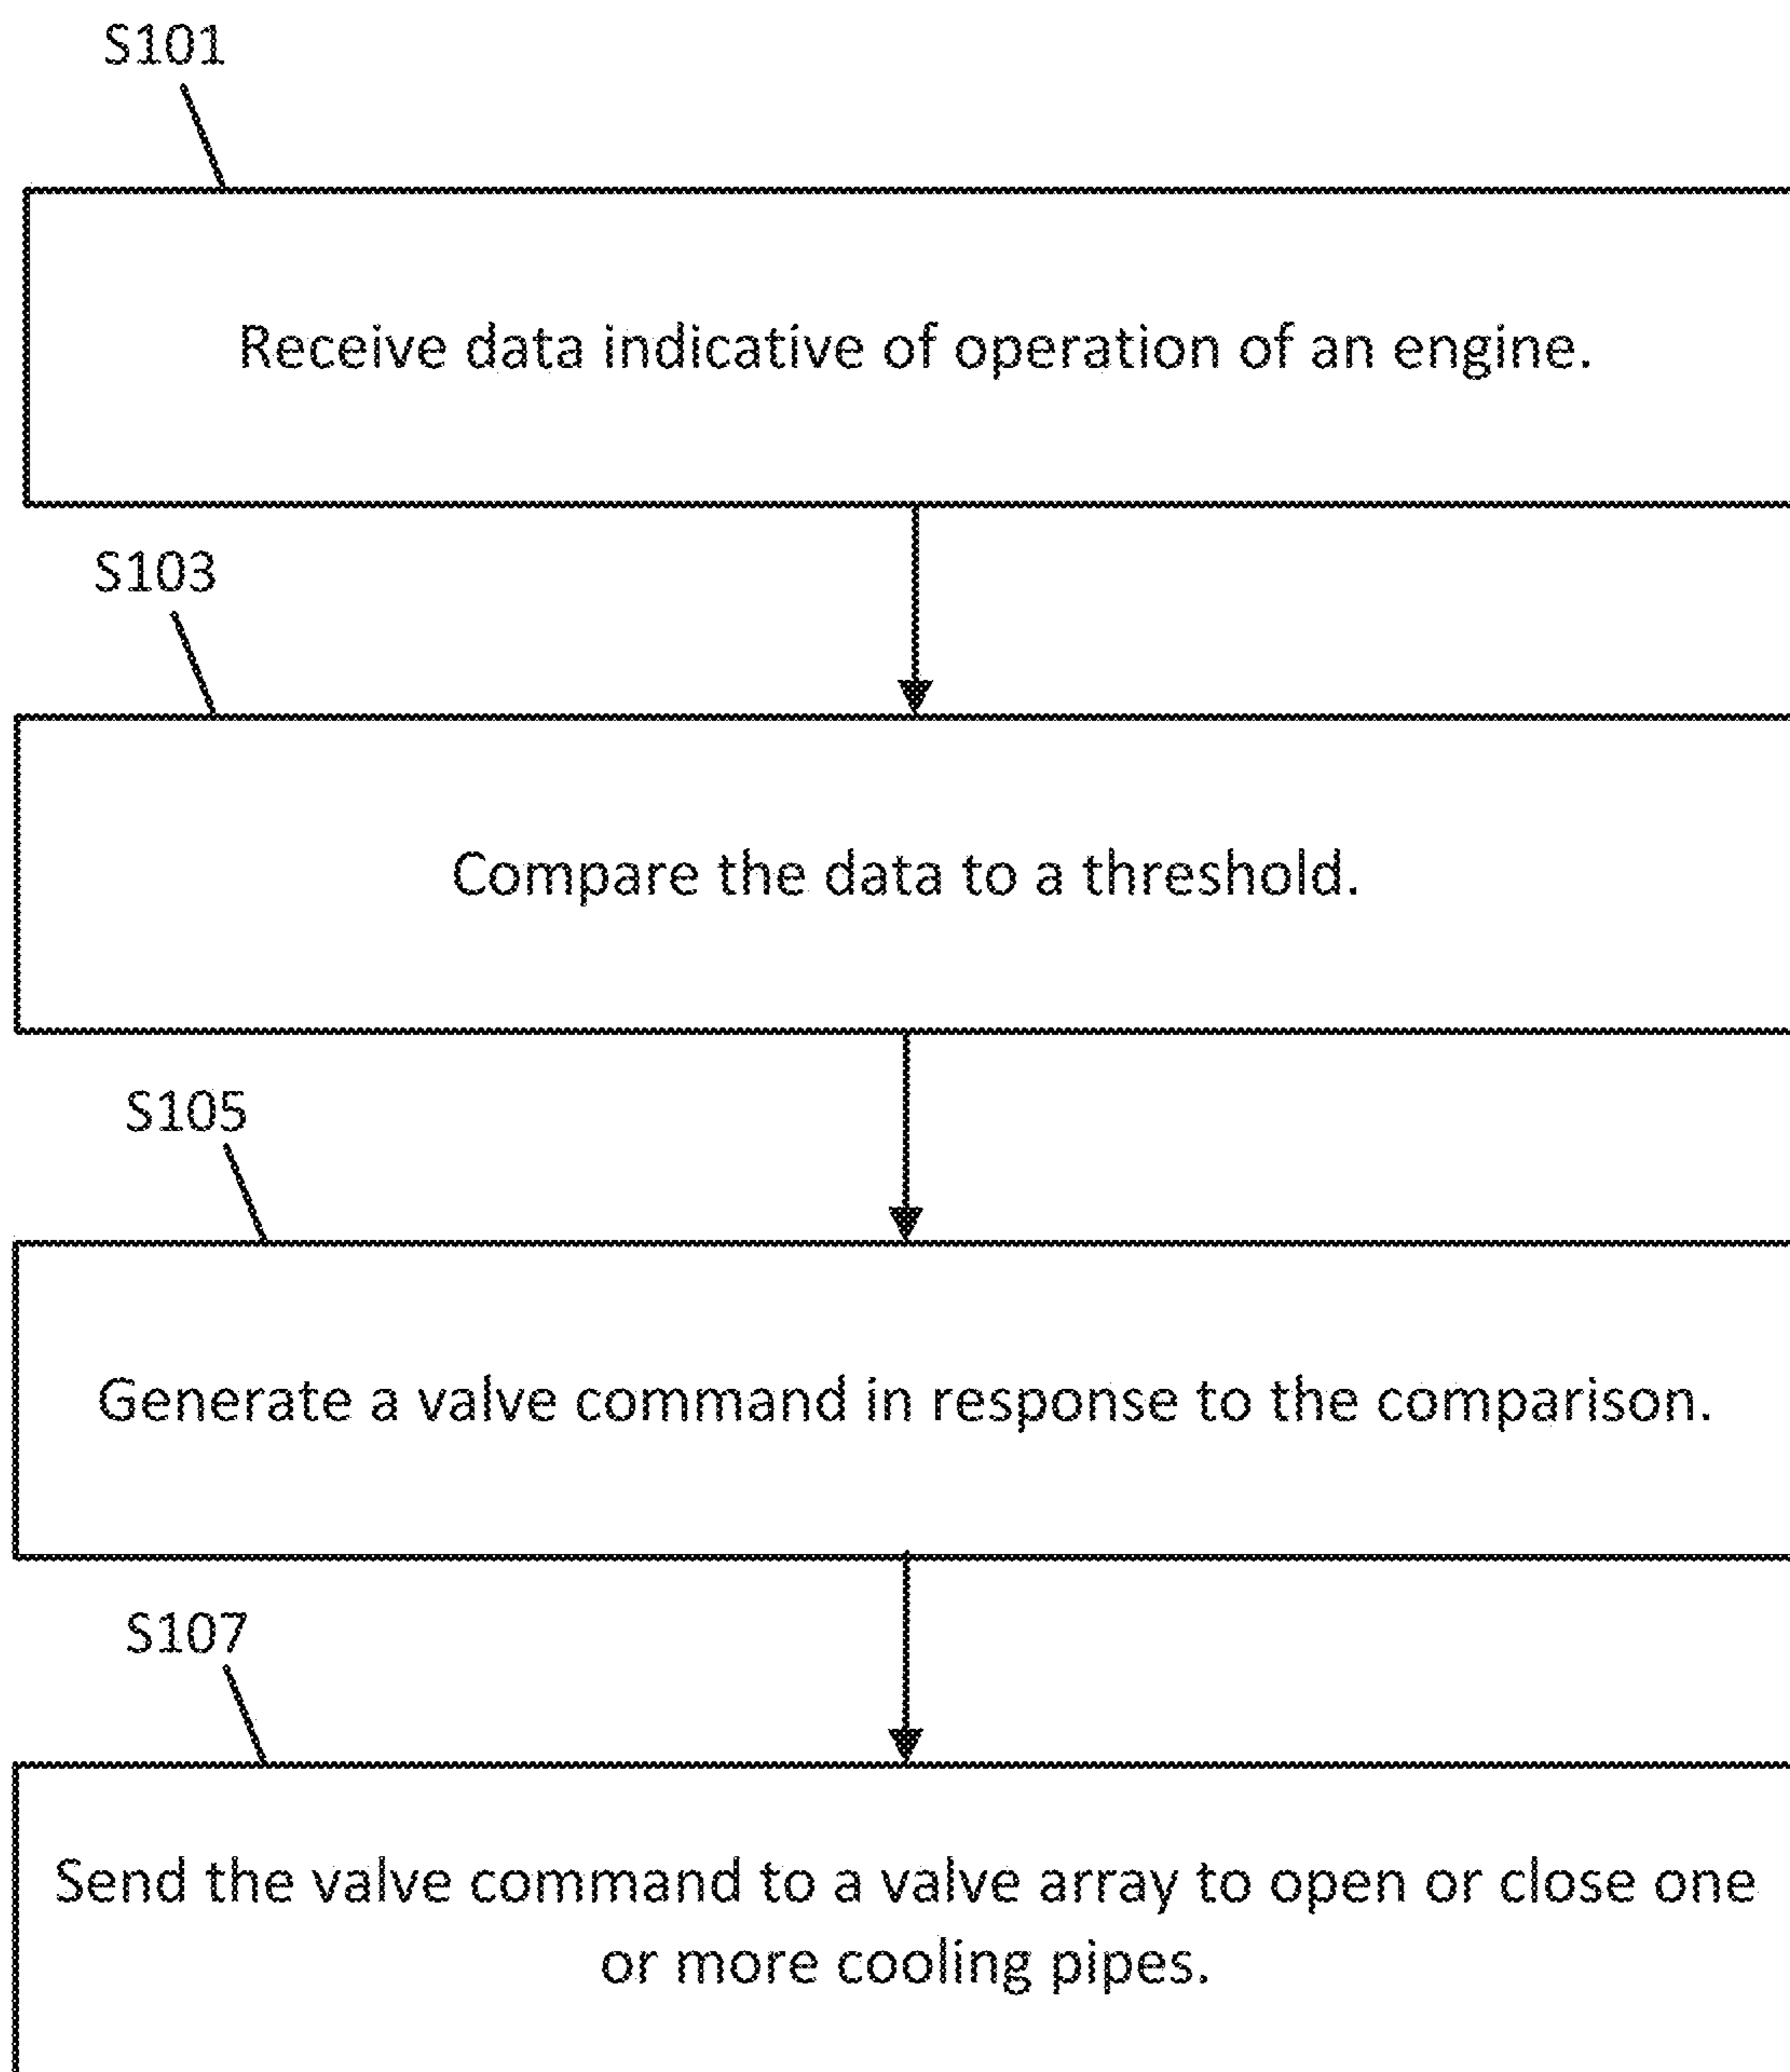 S101
Receive data indicative of operation of an engine.
S103
Compare the data to a threshold.
S105
Generate a valve command in response to the comparison.
S107
Send the valve command to a valve array to open or close one
or more cooling pipes.